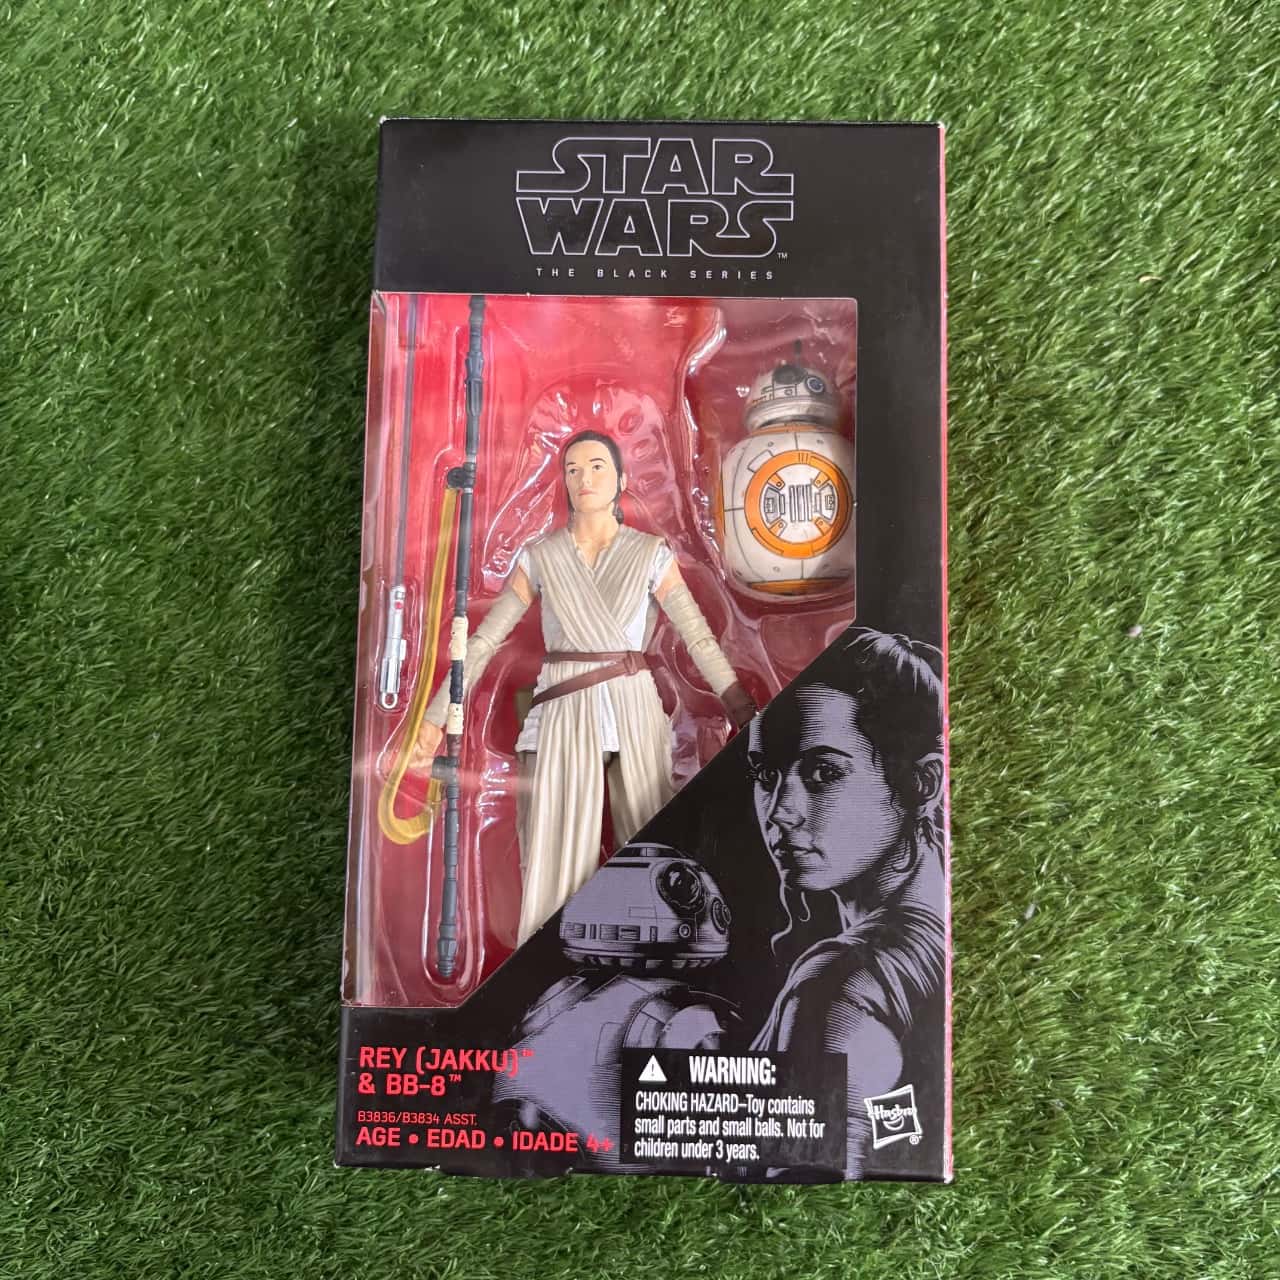 STAR
WARS™
THE BLACK SERIES
REY (JAKKU)™
& BB-8™
B3836/B3834 ASST.
AGE • EDAD • IDADE 4+
⚠ WARNING:
CHOKING HAZARD–Toy contains
small parts and small balls. Not for
children under 3 years.
Hasbro
®